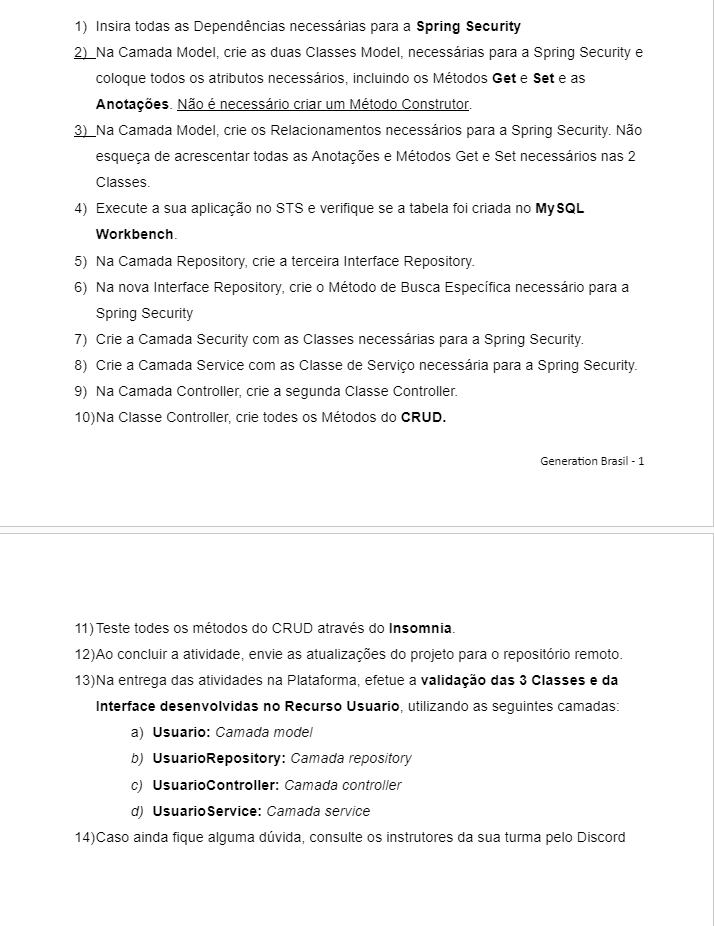 1) Insira todas as Dependências necessárias para a Spring Security
2) Na Camada Model, crie as duas Classes Model, necessárias para a Spring Security e
coloque todos os atributos necessários, incluindo os Métodos Get e Set e as
Anotações. Não é necessário criar um Método Construtor.
3) Na Camada Model, crie os Relacionamentos necessários para a Spring Security. Não
esqueça de acrescentar todas as Anotações e Métodos Get e Set necessários nas 2
Classes.
4) Execute a sua aplicação no STS e verifique se a tabela foi criada no MySQL
Workbench.
5) Na Camada Repository, crie a terceira Interface Repository.
6) Na nova Interface Repository, crie o Método de Busca Específica necessário para a
Spring Security
7) Crie a Camada Security com as Classes necessárias para a Spring Security.
8) Crie a Camada Service com as Classe de Serviço necessária para a Spring Security.
9) Na Camada Controller, crie a segunda Classe Controller.
10)Na Classe Controller, crie todes os Métodos do CRUD.
Generation Brasil - 1
11)Teste todes os métodos do CRUD através do Insomnia.
12)Ao concluir a atividade, envie as atualizações do projeto para o repositório remoto.
13)Na entrega das atividades na Plataforma, efetue a validação das 3 Classes e da
Interface desenvolvidas no Recurso Usuario, utilizando as seguintes camadas:
a) Usuario: Camada model
b) UsuarioRepository: Camada repository
c) UsuarioController: Camada controller
d) UsuarioService: Camada service
14)Caso ainda fique alguma dúvida, consulte os instrutores da sua turma pelo Discord